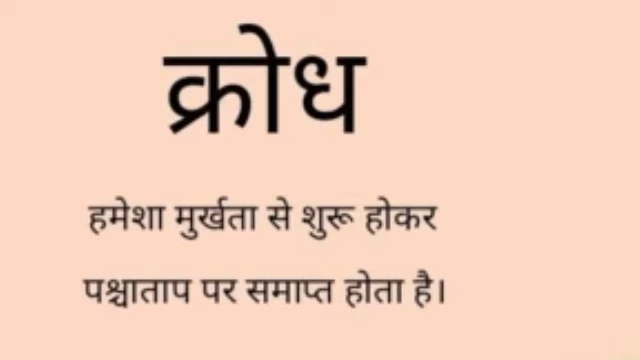 क्रोध
हमेशा मुर्खता से शुरू होकर
पश्चाताप पर समाप्त होता है।